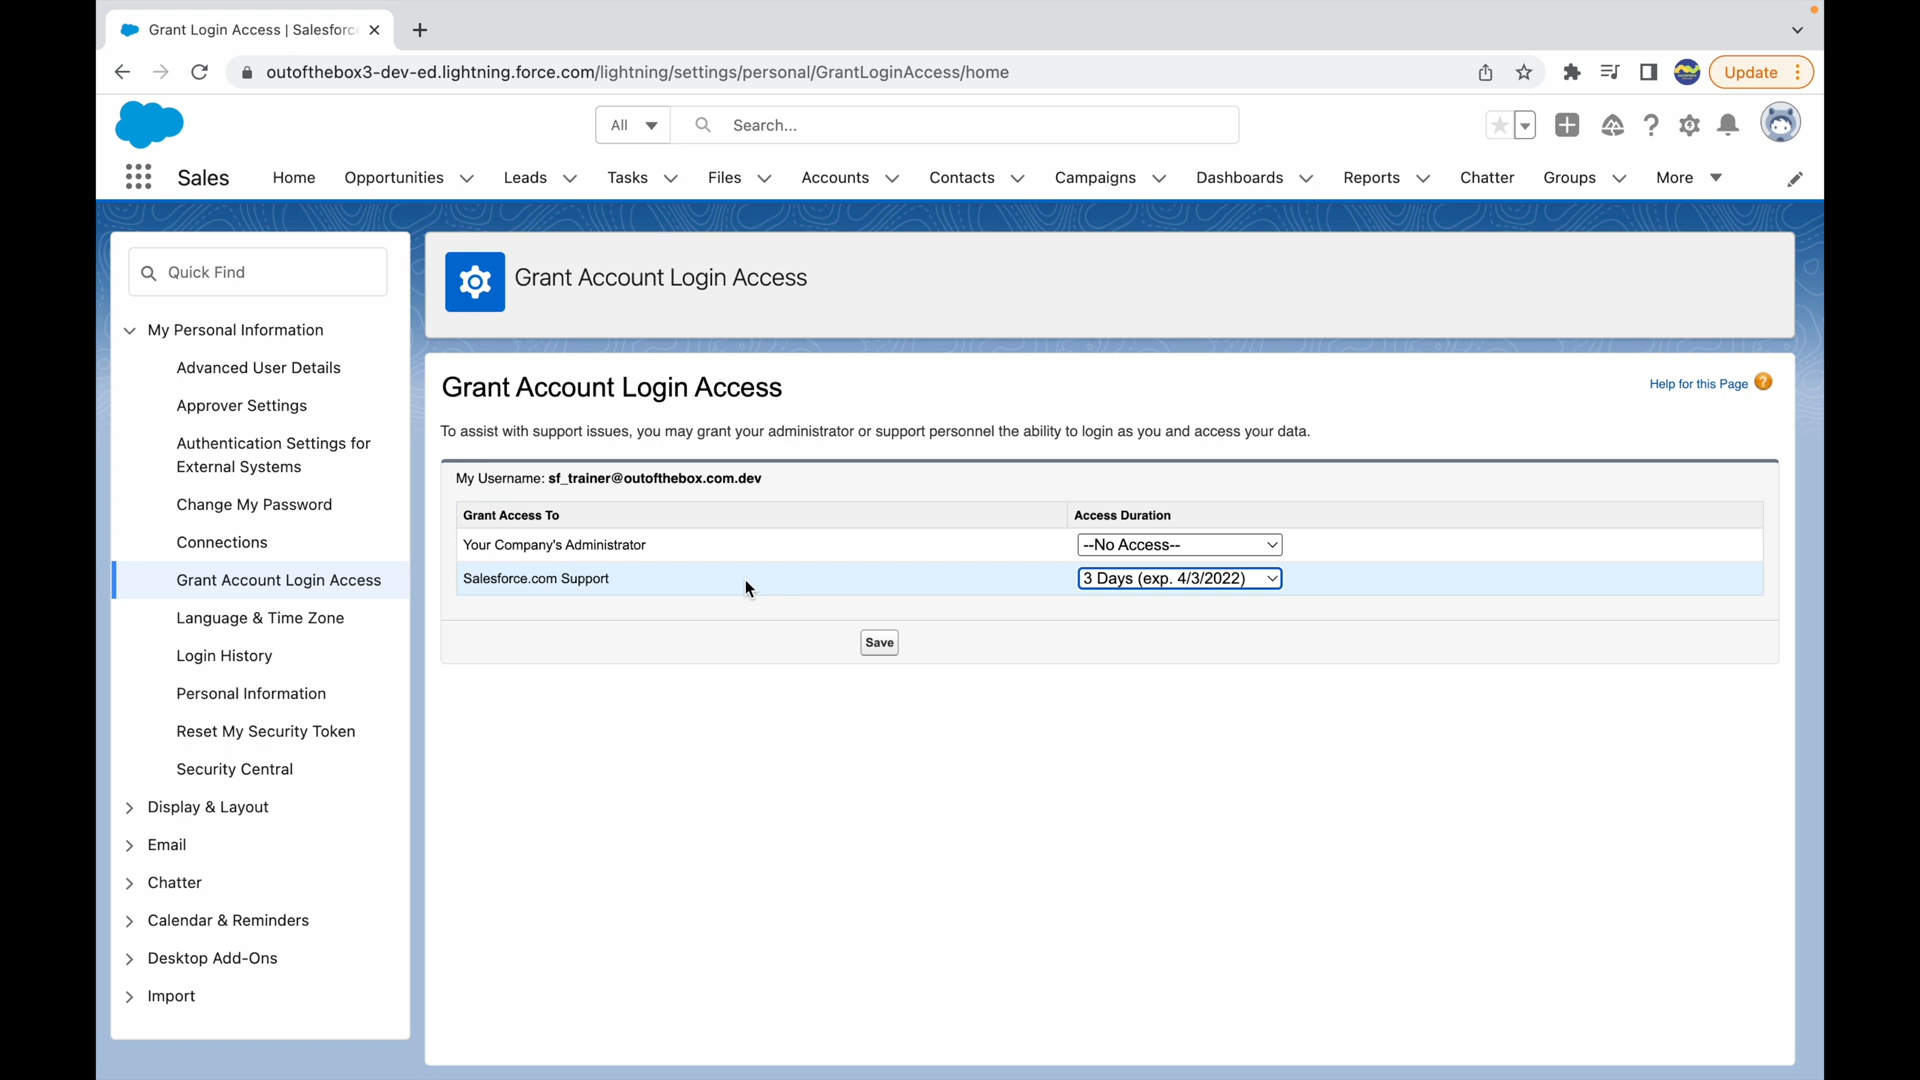 Grant Login Access | Salesforc
outofthebox3-dev-ed.lightning.force.com/lightning/settings/personal/GrantLoginAccess/home
Update
All
Search...
Sales
Home
Opportunities
Leads
Tasks
Files
Accounts
Contacts
Campaigns
Dashboards
Reports
Chatter
Groups
More
Quick Find
My Personal Information
Advanced User Details
Approver Settings
Authentication Settings for
External Systems
Change My Password
Connections
Grant Account Login Access
Language & Time Zone
Login History
Personal Information
Reset My Security Token
Security Central
Display & Layout
Email
Chatter
Calendar & Reminders
Desktop Add-Ons
Import
Grant Account Login Access
Grant Account Login Access
Help for this Page
To assist with support issues, you may grant your administrator or support personnel the ability to login as you and access your data.
My Username: sf_trainer@outofthebox.com.dev
Grant Access To
Access Duration
Your Company's Administrator
--No Access--
Salesforce.com Support
3 Days (exp. 4/3/2022)
Save